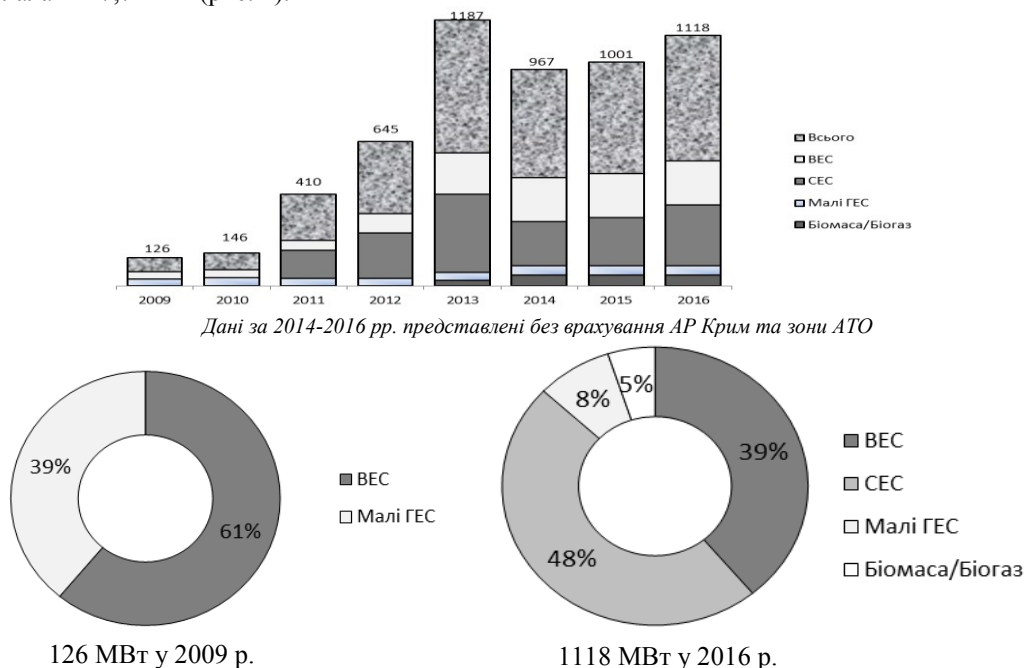 1187
1118
967
1001
645
410
126
146
Всього
ВЕС
СЕС
Малі ГЕС
Біомаса/Біогаз
2009 2010 2011 2012 2013 2014 2015 2016
Дані за 2014-2016 рр. представлені без врахування АР Крим та зони АТО
39%
61%
ВЕС
Малі ГЕС
5%
8%
39%
48%
ВЕС
СЕС
Малі ГЕС
Біомаса/Біогаз
126 МВт у 2009 р.
1118 МВт у 2016 р.